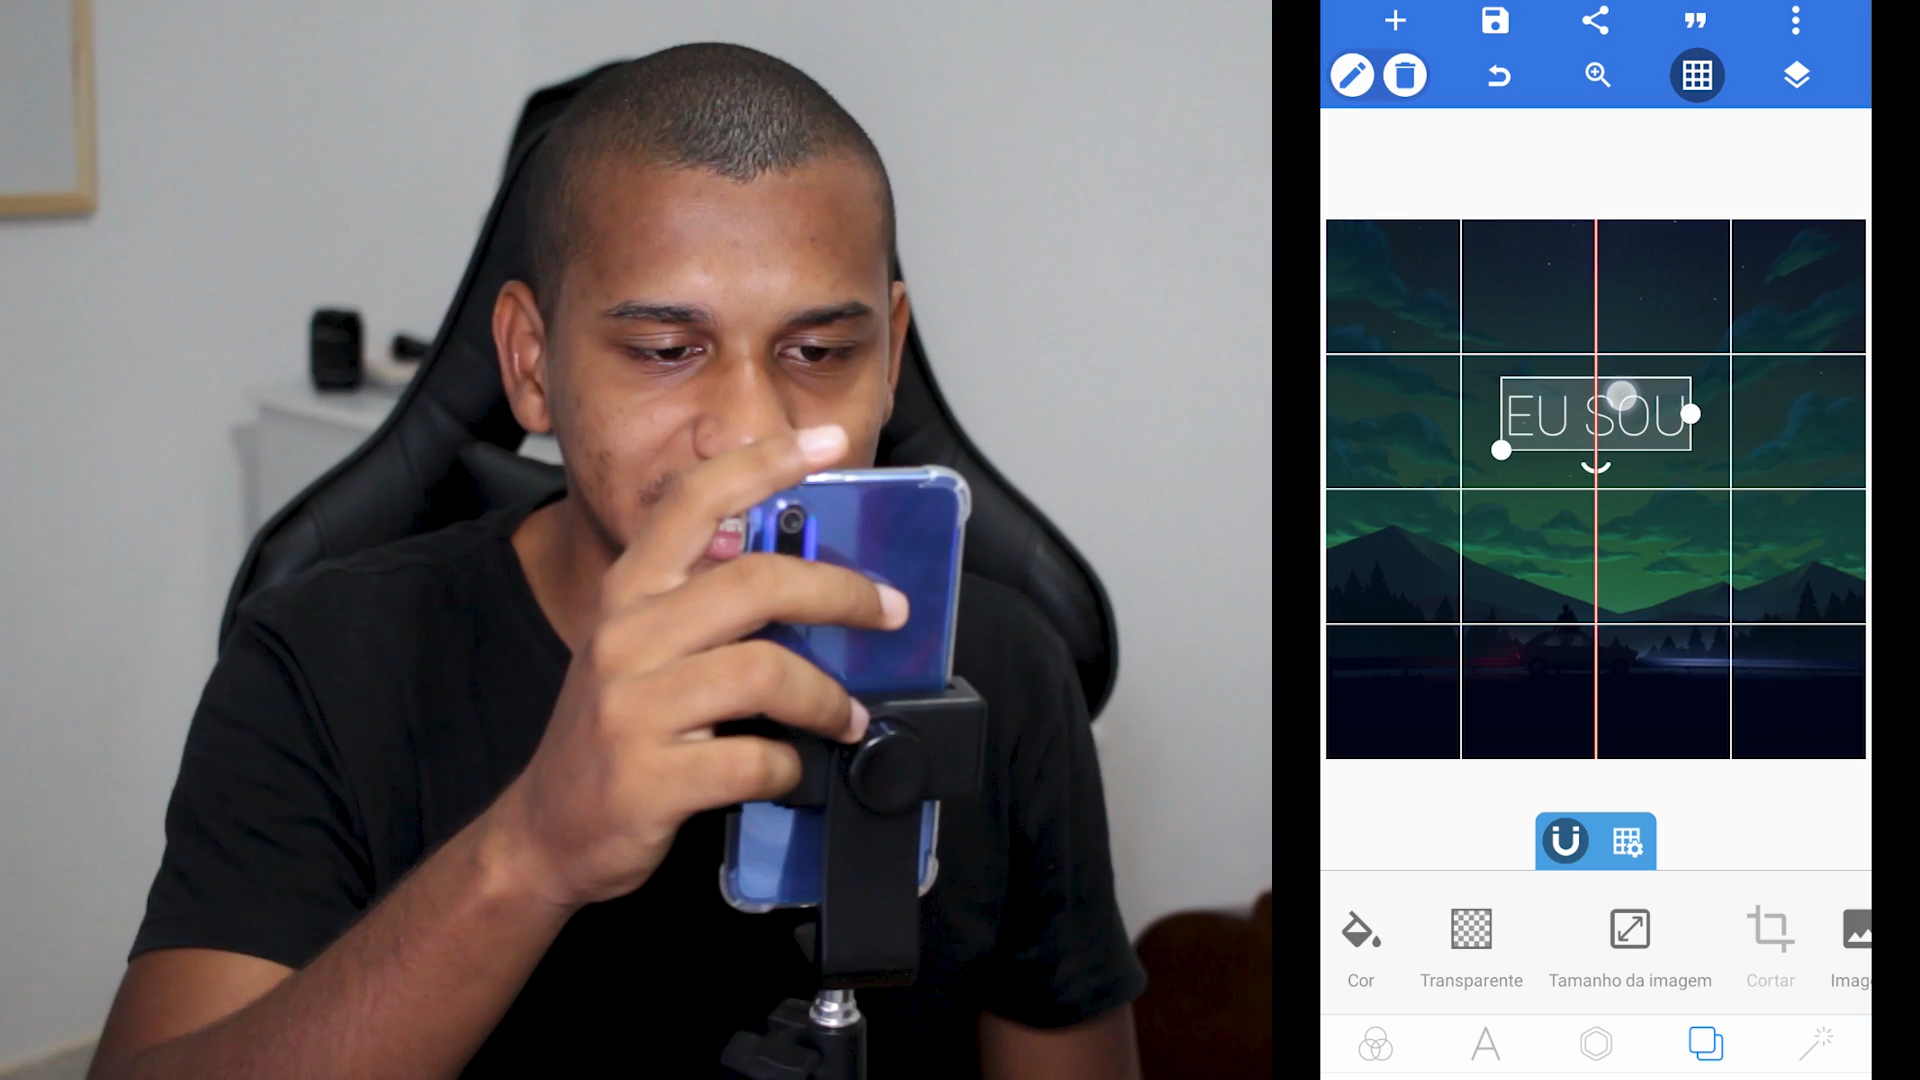 EU SOU
Cor
Transparente
Tamanho da imagem
Cortar
Imag